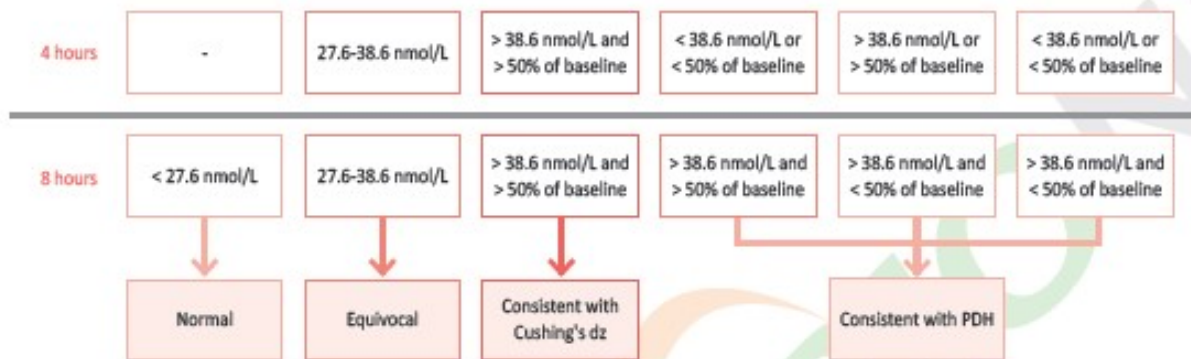 4 hours
-
27.6-38.6 nmol/L
> 38.6 nmol/L and
> 50% of baseline
< 38.6 nmol/L or
< 50% of baseline
> 38.6 nmol/L or
> 50% of baseline
< 38.6 nmol/L or
< 50% of baseline
8 hours
< 27.6 nmol/L
27.6-38.6 nmol/L
> 38.6 nmol/L and
> 50% of baseline
> 38.6 nmol/L and
> 50% of baseline
> 38.6 nmol/L and
< 50% of baseline
> 38.6 nmol/L and
< 50% of baseline
Normal
Equivocal
Consistent with
Cushing's dz
Consistent with PDH